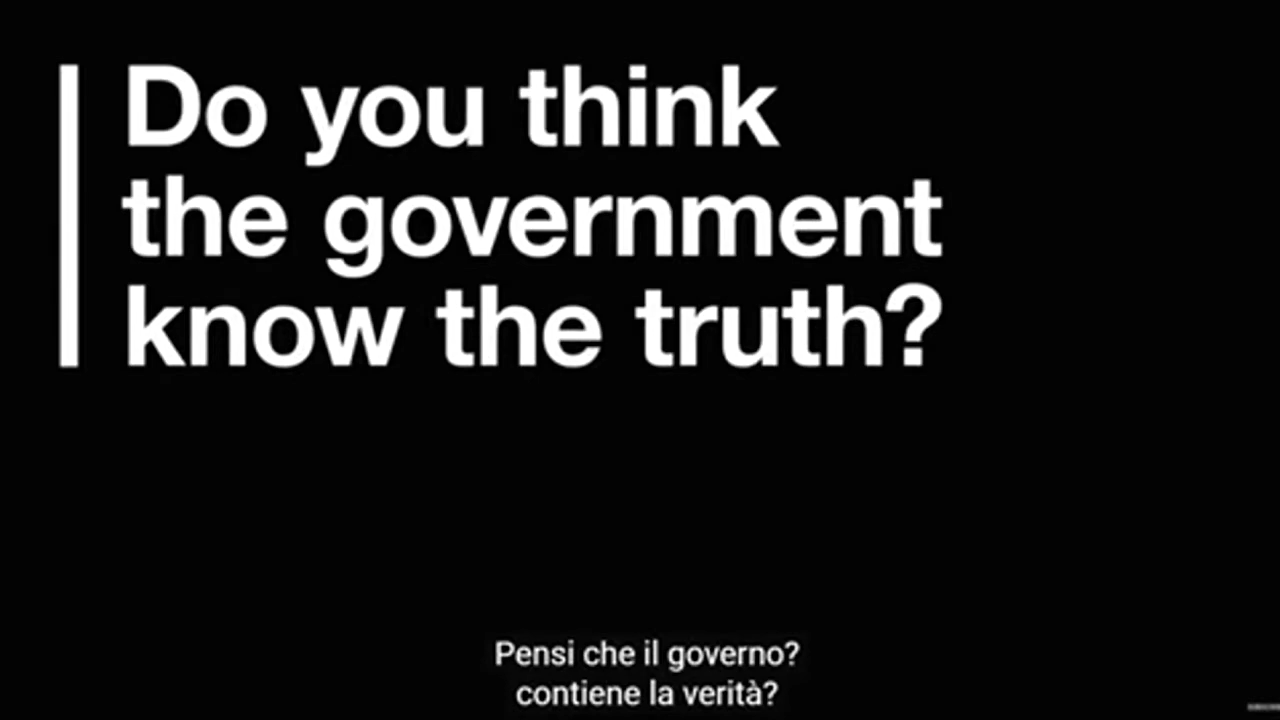 Do you think
the government
know the truth?
Pensi che il governo?
contiene la verità?